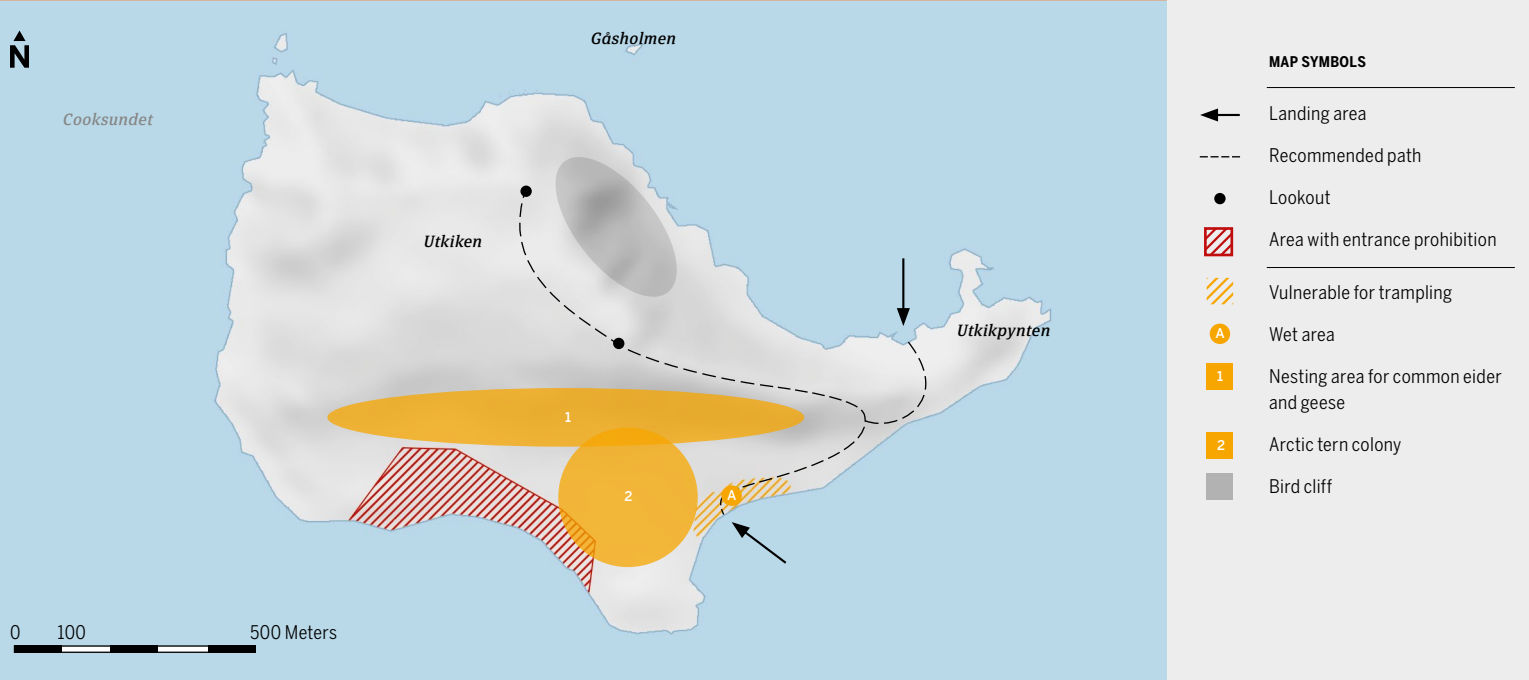 Gåsholmen
N
Cooksundet
Utkiken
Utkikpynten
1
2
A
0 100 500 Meters
MAP SYMBOLS
Landing area
Recommended path
Lookout
Area with entrance prohibition
Vulnerable for trampling
A Wet area
1 Nesting area for common eider
and geese
2 Arctic tern colony
Bird cliff